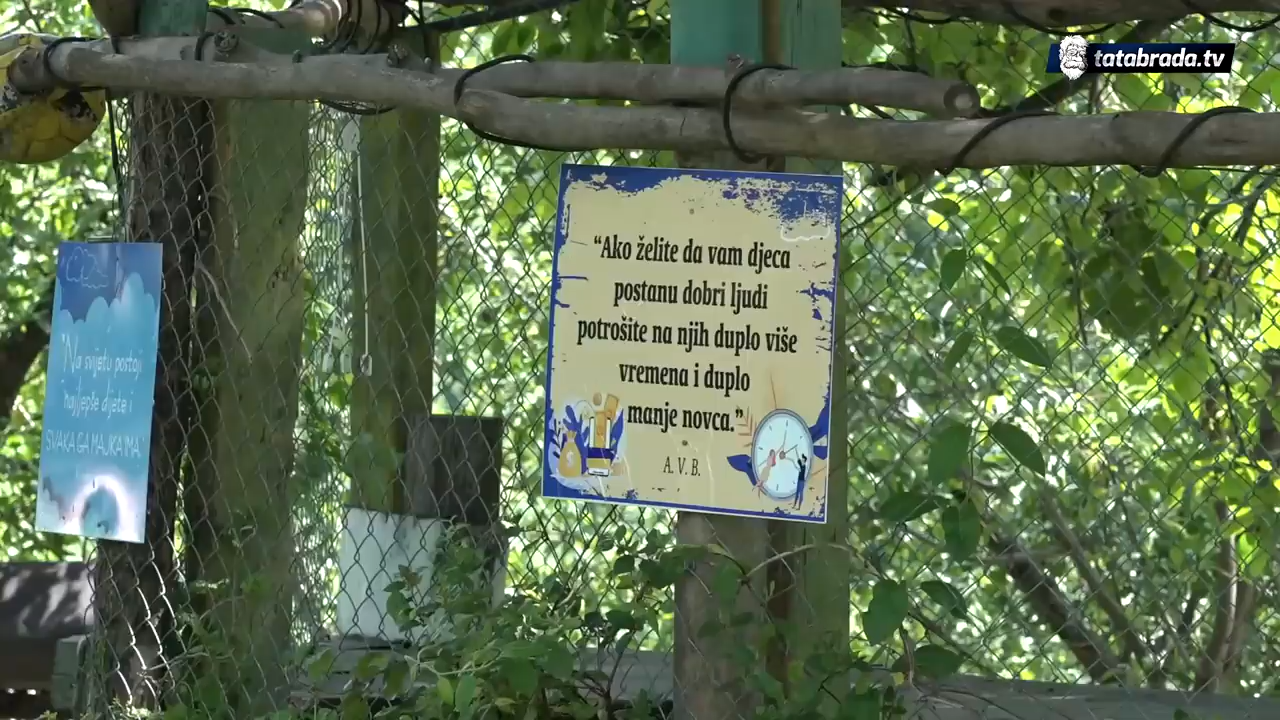 tatabrada.tv
“Ako želite da vam djeca
postanu dobri ljudi
potrošite na njih duplo više
vremena i duplo
manje novca.”
A. V. B.
"Na svijetu postoji
najljepše dijete i
SVAKA GA MAJKA IMA."